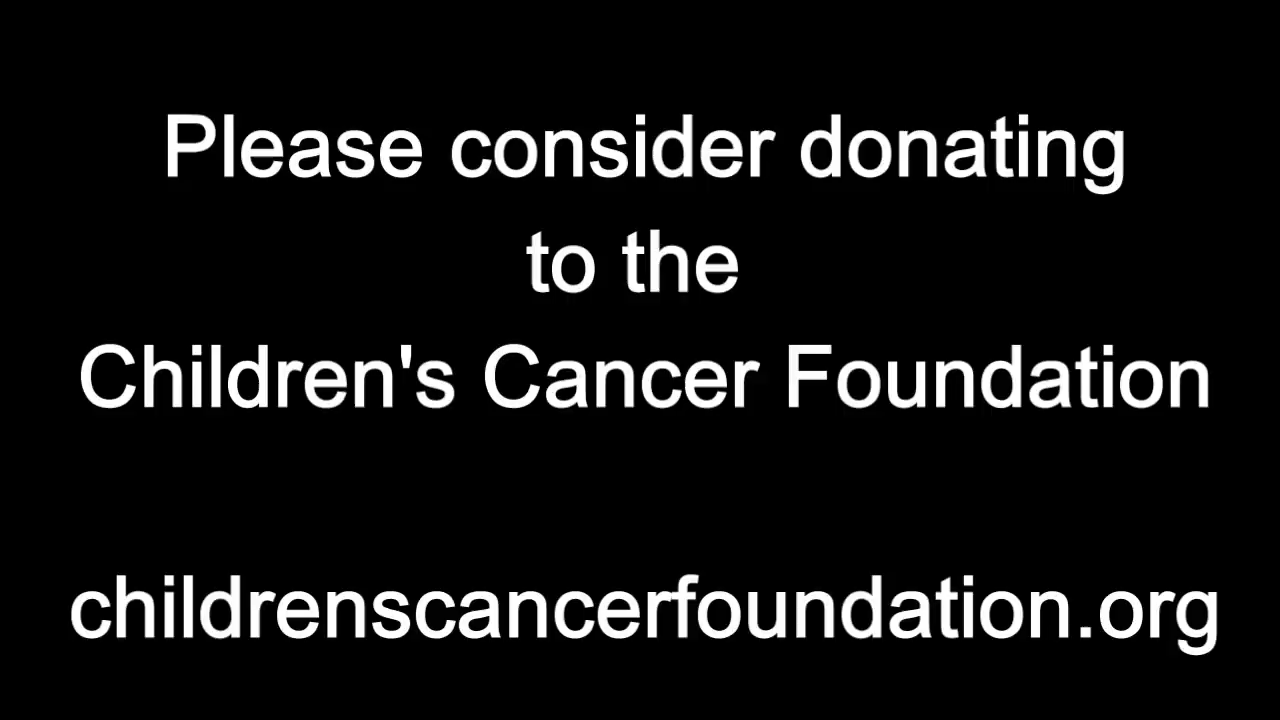 Please consider donating
to the
Children's Cancer Foundation
childrenscancerfoundation.org